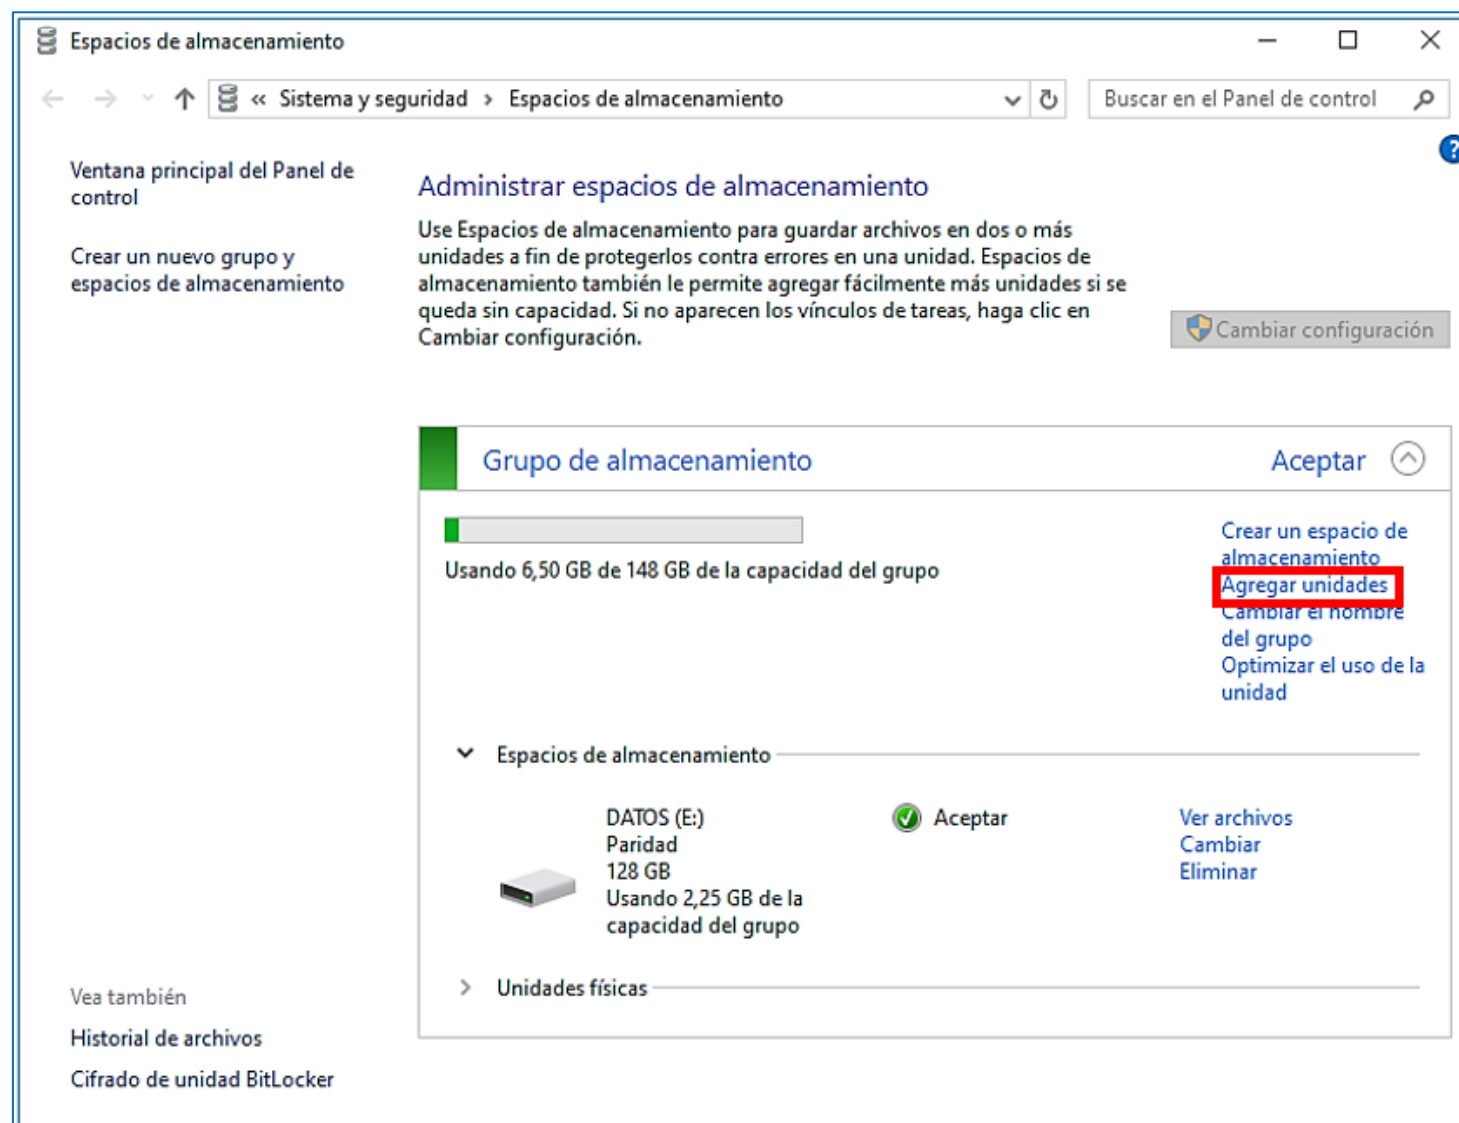 Espacios de almacenamiento
« Sistema y seguridad > Espacios de almacenamiento
Buscar en el Panel de control
?
Ventana principal del Panel de
control
Crear un nuevo grupo y
espacios de almacenamiento
Administrar espacios de almacenamiento
Use Espacios de almacenamiento para guardar archivos en dos o más
unidades a fin de protegerlos contra errores en una unidad. Espacios de
almacenamiento también le permite agregar fácilmente más unidades si se
queda sin capacidad. Si no aparecen los vínculos de tareas, haga clic en
Cambiar configuración.
Cambiar configuración
Grupo de almacenamiento
Aceptar
Usando 6,50 GB de 148 GB de la capacidad del grupo
Crear un espacio de
almacenamiento
Agregar unidades
Cambiar el nombre
del grupo
Optimizar el uso de la
unidad
Espacios de almacenamiento
DATOS (E:)
Paridad
128 GB
Usando 2,25 GB de la
capacidad del grupo
Aceptar
Ver archivos
Cambiar
Eliminar
Unidades físicas
Vea también
Historial de archivos
Cifrado de unidad BitLocker